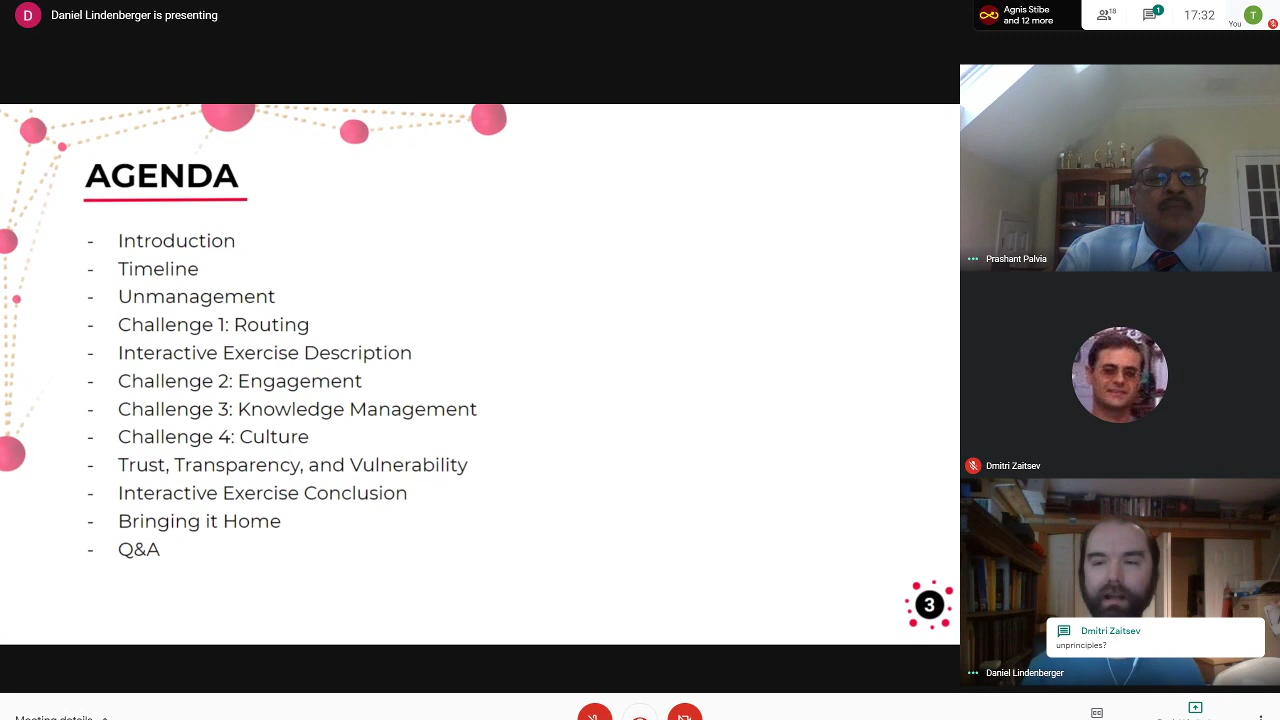 D Daniel Lindenberger is presenting
Agnis Stibe
and 12 more
18
1
17:32
You
T
AGENDA
- Introduction
- Timeline
- Unmanagement
- Challenge 1: Routing
- Interactive Exercise Description
- Challenge 2: Engagement
- Challenge 3: Knowledge Management
- Challenge 4: Culture
- Trust, Transparency, and Vulnerability
- Interactive Exercise Conclusion
- Bringing it Home
- Q&A
3
Prashant Palvia
Dmitri Zaitsev
Dmitri Zaitsev
unprinciples?
Daniel Lindenberger
Meeting details
CC